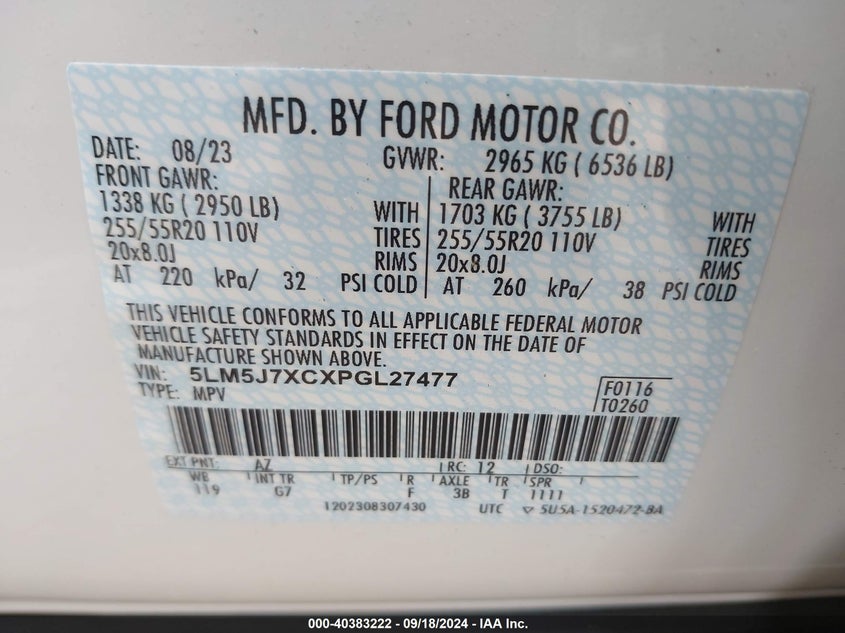 MFD. BY FORD MOTOR CO.
DATE: 08/23 GVWR: 2965 KG ( 6536 LB)
FRONT GAWR: REAR GAWR:
1338 KG ( 2950 LB) WITH 1703 KG ( 3755 LB) WITH
255/55R20 110V TIRES 255/55R20 110V TIRES
20x8.0J RIMS 20x8.0J RIMS
AT 220 kPa/ 32 PSI COLD AT 260 kPa/ 38 PSI COLD
THIS VEHICLE CONFORMS TO ALL APPLICABLE FEDERAL MOTOR
VEHICLE SAFETY STANDARDS IN EFFECT ON THE DATE OF
MANUFACTURE SHOWN ABOVE.
VIN: 5LM5J7XCXPGL27477 F0116
TYPE: MPV T0260
EXT PNT: AZ RC: 12 DSO:
WB INT TR TP/PS R AXLE TR SPR
119 G7 F 3B T 1111
1202308307430 UTC ▽ 5U5A-1520472-BA
000-40383222 - 09/18/2024 - IAA Inc.